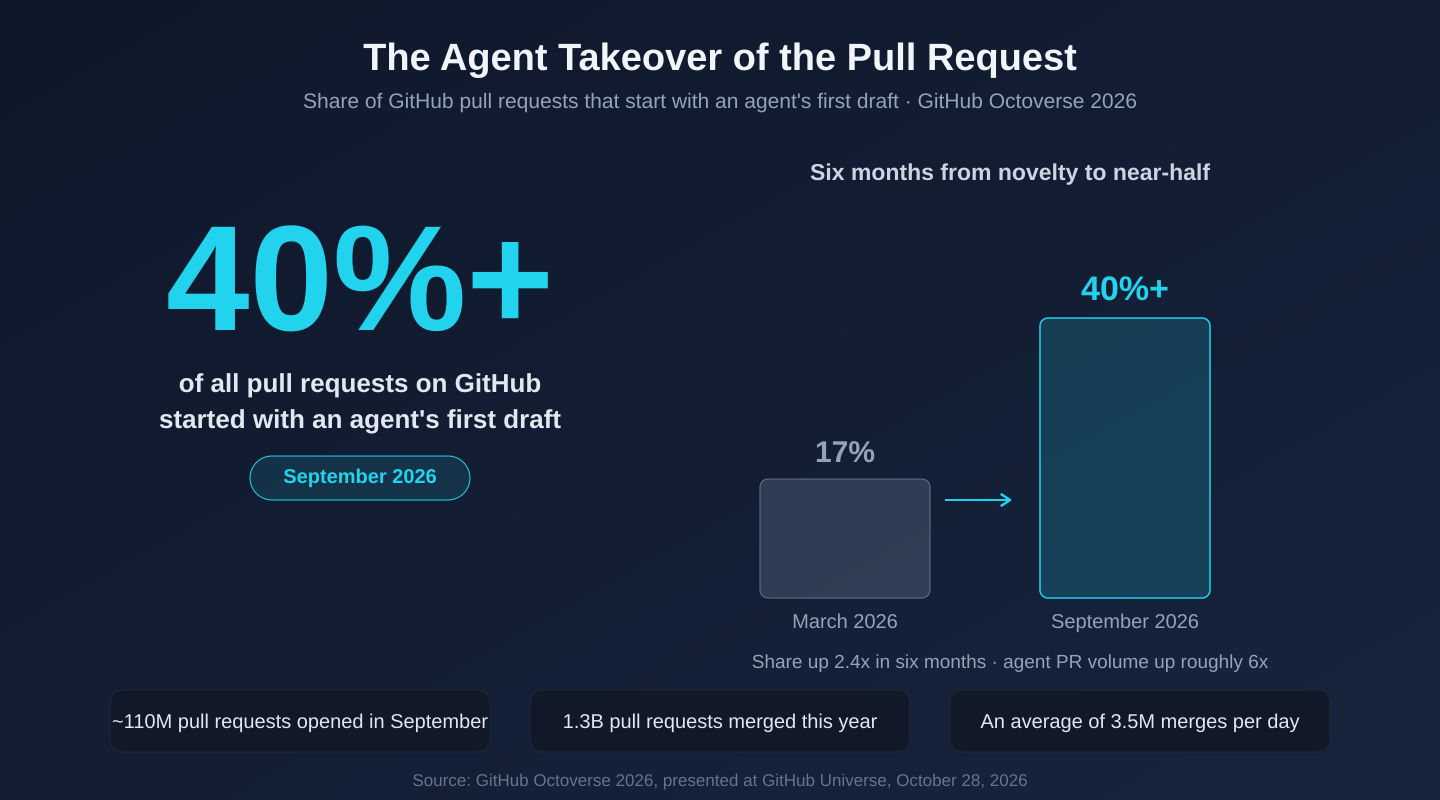 The Agent Takeover of the Pull Request
Share of GitHub pull requests that start with an agent's first draft · GitHub Octoverse 2026
40%+
of all pull requests on GitHub
started with an agent's first draft
September 2026
Six months from novelty to near-half
17%
40%+
March 2026
September 2026
Share up 2.4x in six months · agent PR volume up roughly 6x
~110M pull requests opened in September
1.3B pull requests merged this year
An average of 3.5M merges per day
Source: GitHub Octoverse 2026, presented at GitHub Universe, October 28, 2026